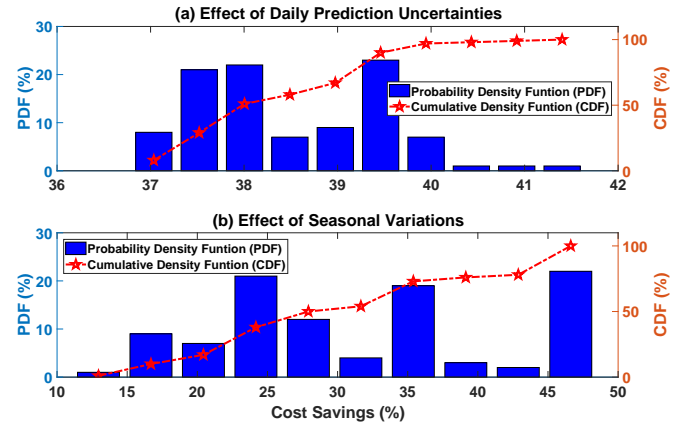 (a) Effect of Daily Prediction Uncertainties
30
20
10
0
PDF (%)
100
50
0
CDF (%)
Probability Density Funtion (PDF)
Cumulative Density Funtion (CDF)
36 37 38 39 40 41 42
(b) Effect of Seasonal Variations
30
20
10
0
PDF (%)
Probability Density Funtion (PDF)
Cumulative Density Funtion (CDF)
100
50
0
CDF (%)
10 15 20 25 30 35 40 45 50
Cost Savings (%)